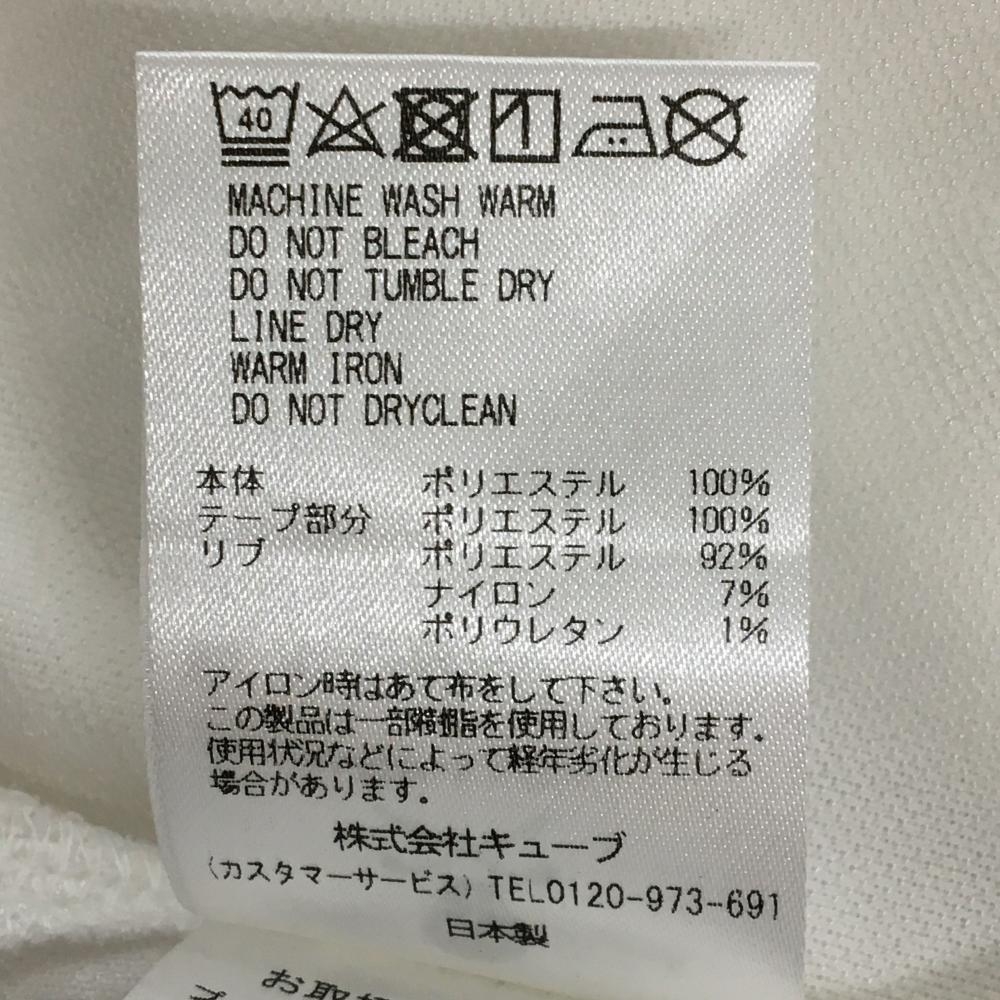 40
MACHINE WASH WARM
DO NOT BLEACH
DO NOT TUMBLE DRY
LINE DRY
WARM IRON
DO NOT DRYCLEAN
本体 ポリエステル 100%
テープ部分 ポリエステル 100%
リブ ポリエステル 92%
ナイロン 7%
ポリウレタン 1%
アイロン時はあて布をして下さい。
この製品は一部樹脂を使用しております。
使用状況などによって経年劣化が生じる
場合があります。
株式会社キューブ
(カスタマーサービス) TEL0120-973-691
日本製
お取